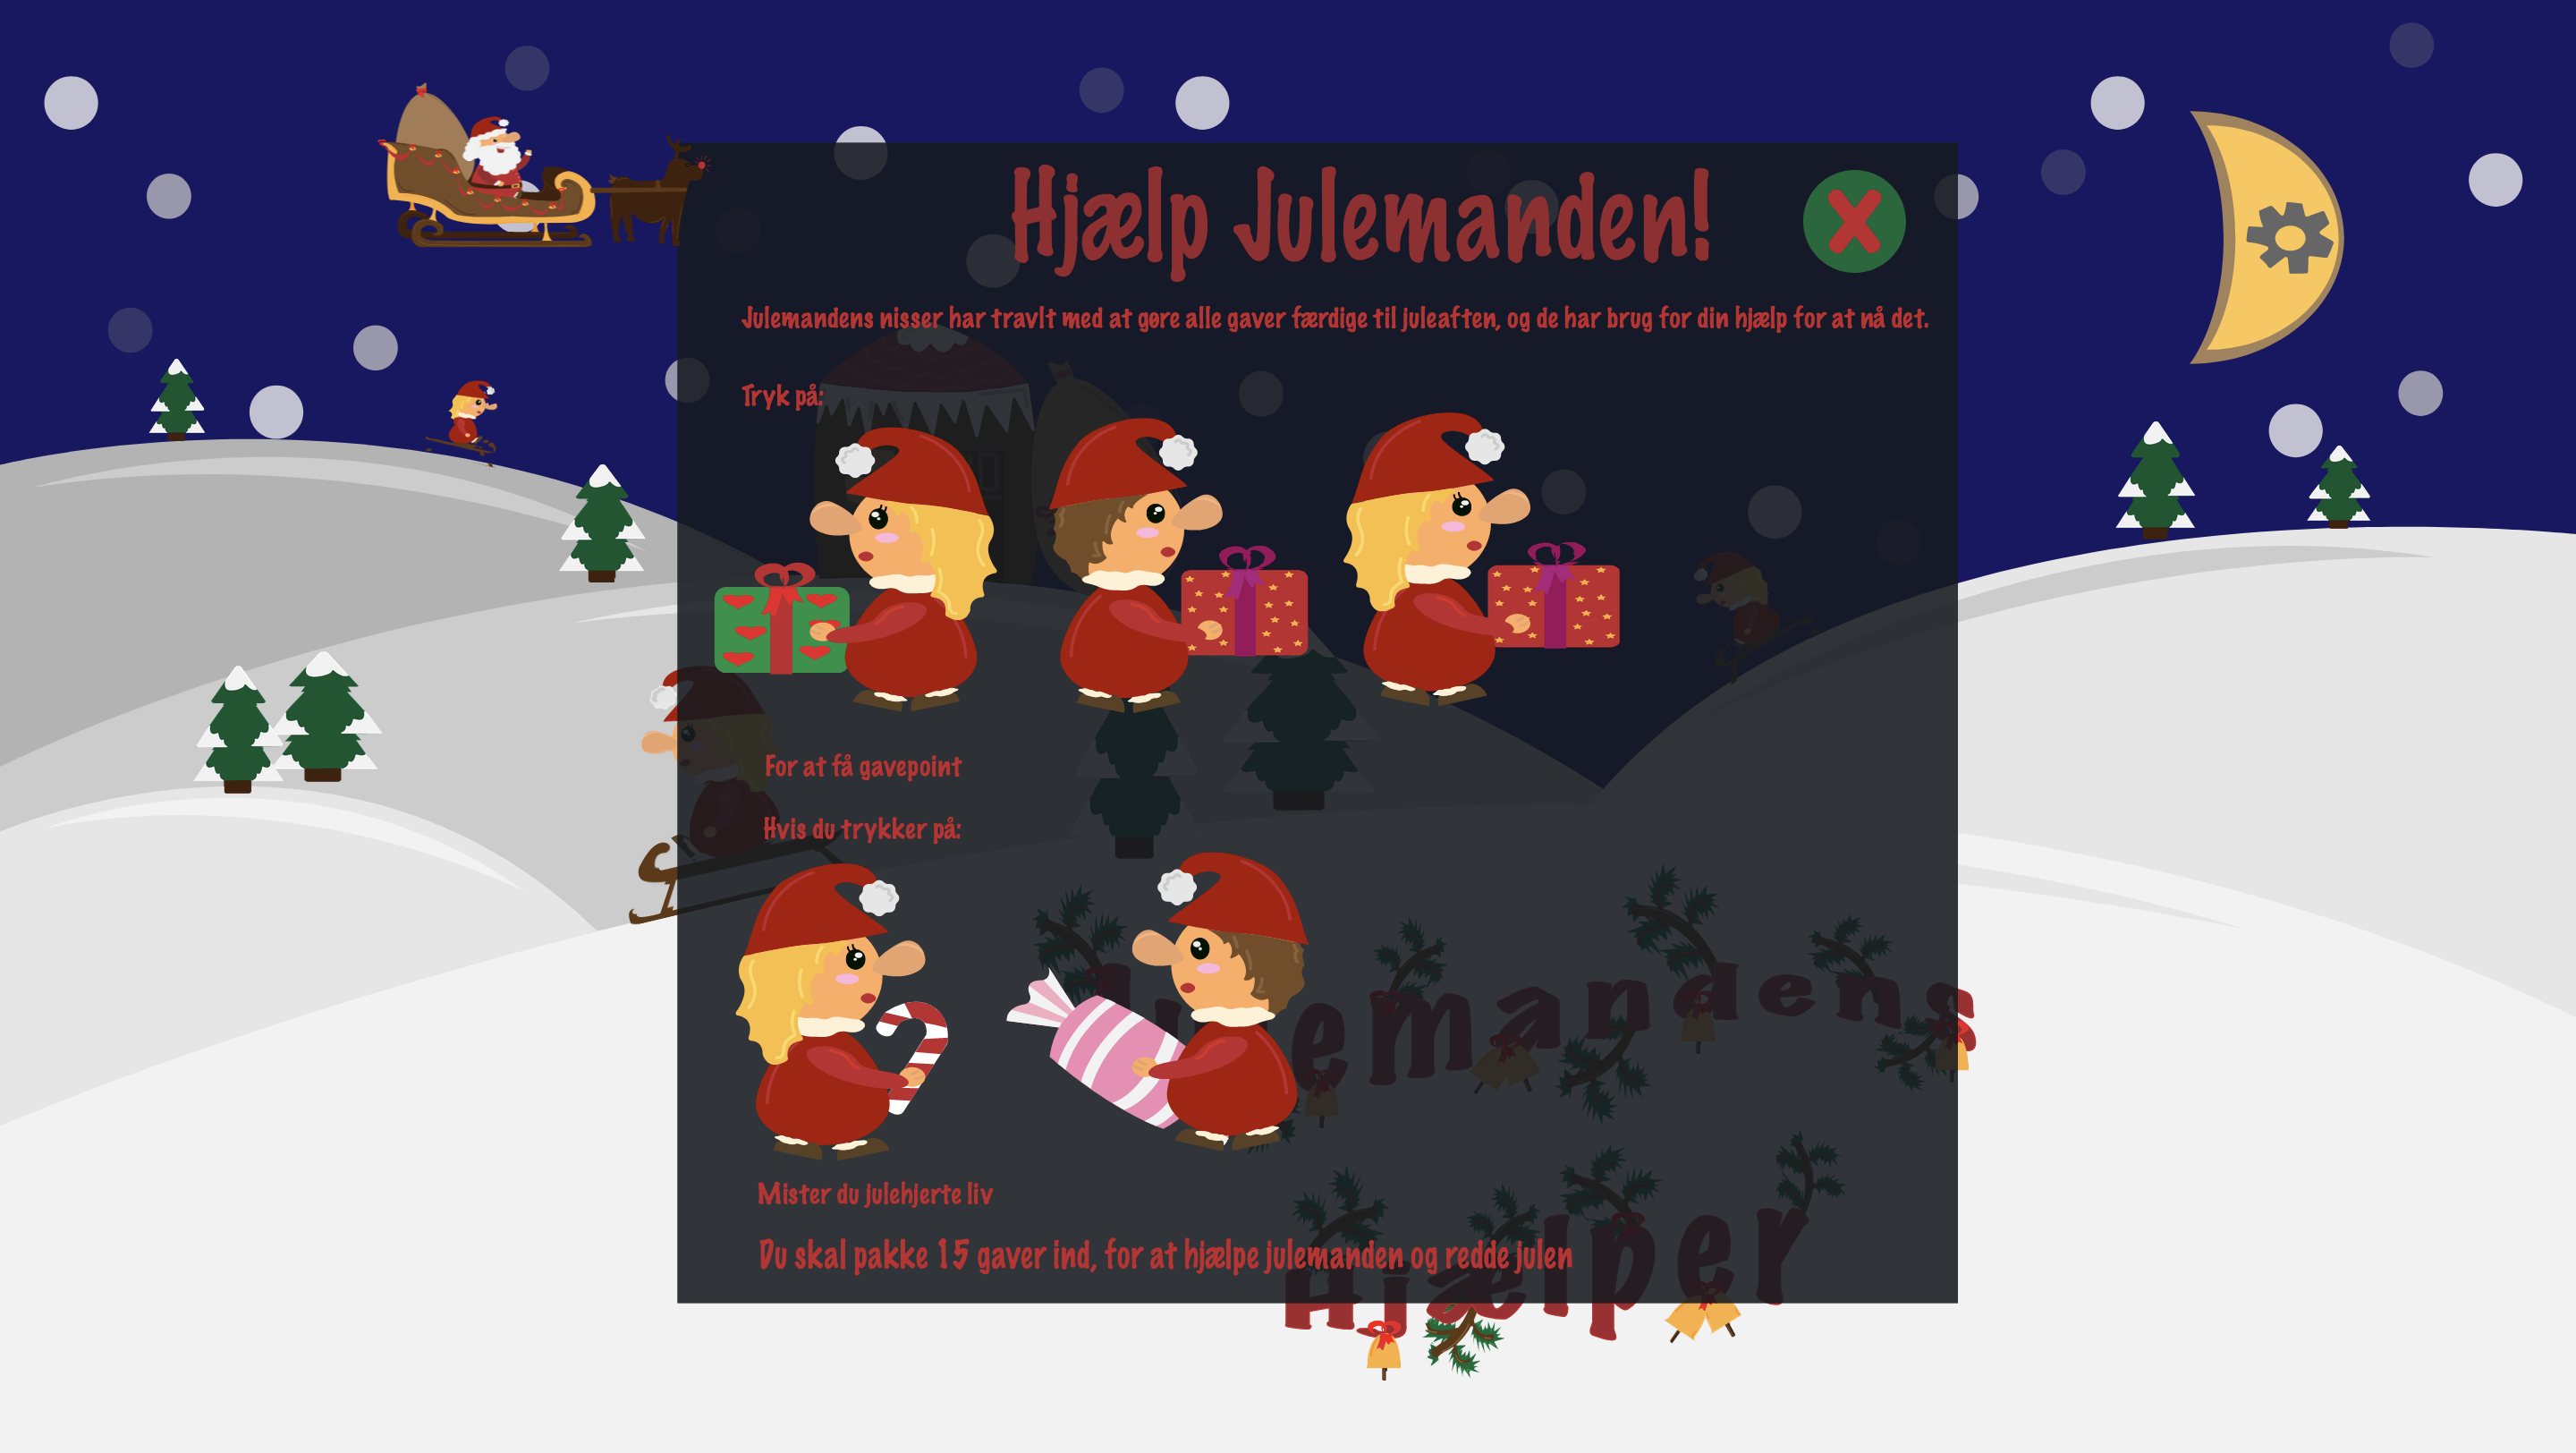 Hjælp Julemanden!
Julemandens nisser har travlt med at gøre alle gaver færdige til juleaften, og de har brug for din hjælp for at nå det.
Tryk på:
For at få gavepoint
Hvis du trykker på:
Mister du julehjerte liv
Du skal pakke 15 gaver ind, for at hjælpe julemanden og redde julen
Julemandens
Hjælper